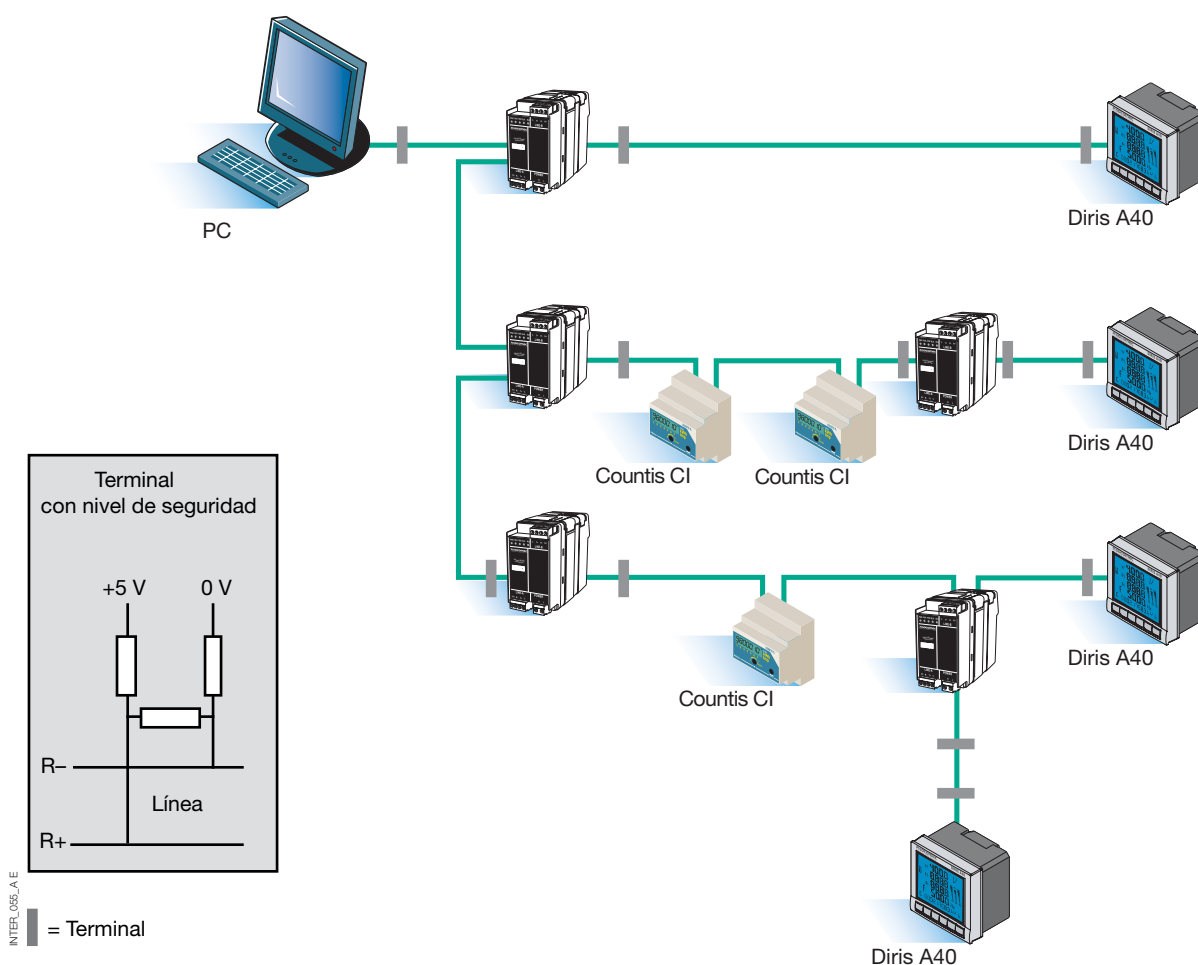 PC
Diris A40
Diris A40
Countis CI
Countis CI
Diris A40
Countis CI
Diris A40
Terminal
con nivel de seguridad
+5 V
0 V
R–
Línea
R+
INTER_055_A E
= Terminal